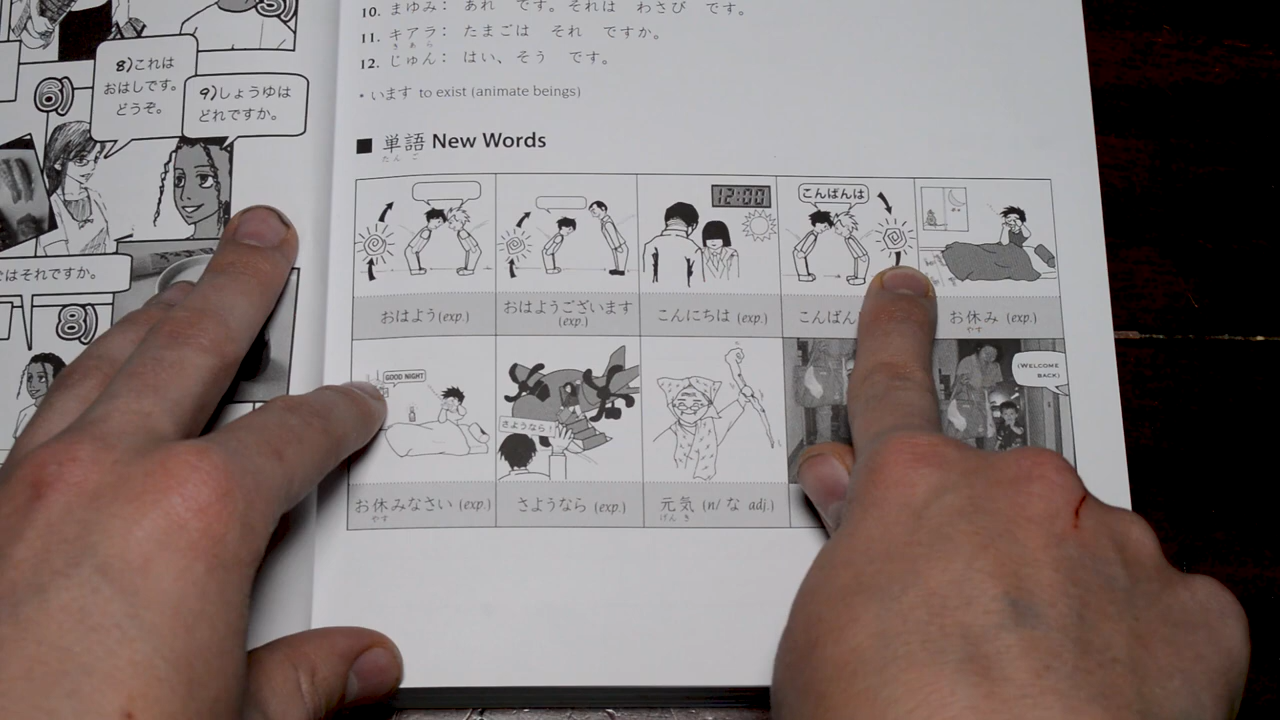 5)
8)これは
おはしです。
どうぞ。
6)
9)しょうゆは
どれですか。
はそれですか。
8)
10. まゆみ： あれ です。それは わさび です。
11. キアラ： たまごは それ ですか。
きあら
12. じゅん： はい、そう です。
• います to exist (animate beings)
■ 単語 New Words
たんご
12:00
こんばんは
おはよう(exp.)
おはようございます
(exp.)
こんにちは (exp.)
こんばん
お休み (exp.)
やす
GOOD NIGHT
さようなら！
(WELCOME
BACK)
お休みなさい (exp.)
やす
さようなら (exp.)
元気 (n/ な adj.)
げんき